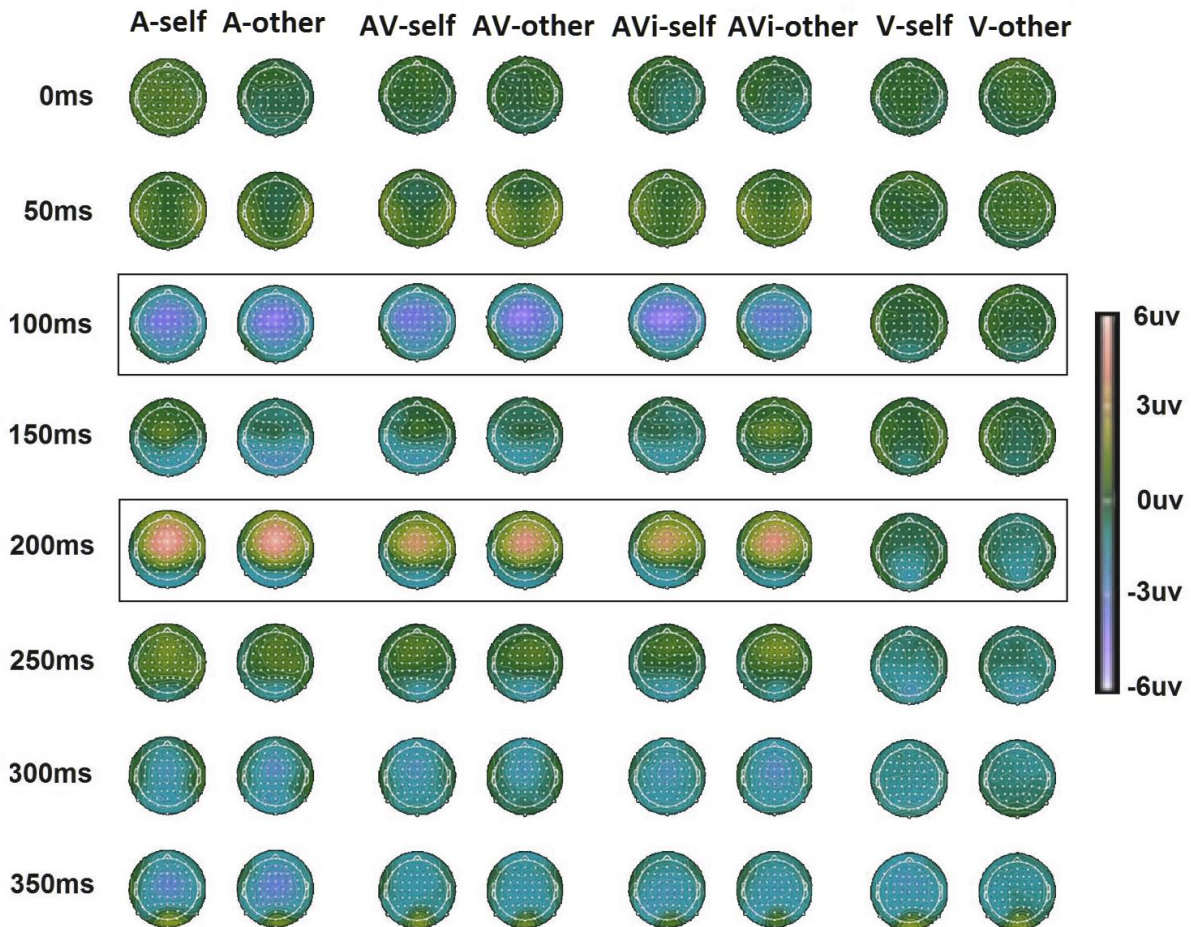 A-self A-other AV-self AV-other AVi-self AVi-other V-self V-other
0ms
50ms
100ms
150ms
200ms
250ms
300ms
350ms
6uv
3uv
0uv
-3uv
-6uv